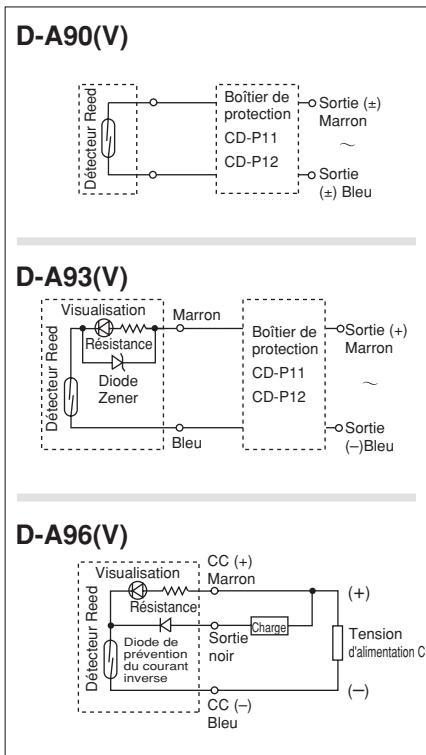 D-A90(V)
Détecteur Reed
Boîtier de
protection
CD-P11
CD-P12
Sortie (±)
Marron
~
Sortie
(±) Bleu
D-A93(V)
Détecteur Reed
Visualisation
Résistance
Diode
Zener
Marron
Bleu
Boîtier de
protection
CD-P11
CD-P12
Sortie (+)
Marron
~
Sortie
(–)Bleu
D-A96(V)
Détecteur Reed
Visualisation
Résistance
Diode de
prévention
du courant
inverse
CC (+)
Marron
Sortie
noir
Charge
CC (–)
Bleu
(+)
Tension
d'alimentation C
(–)